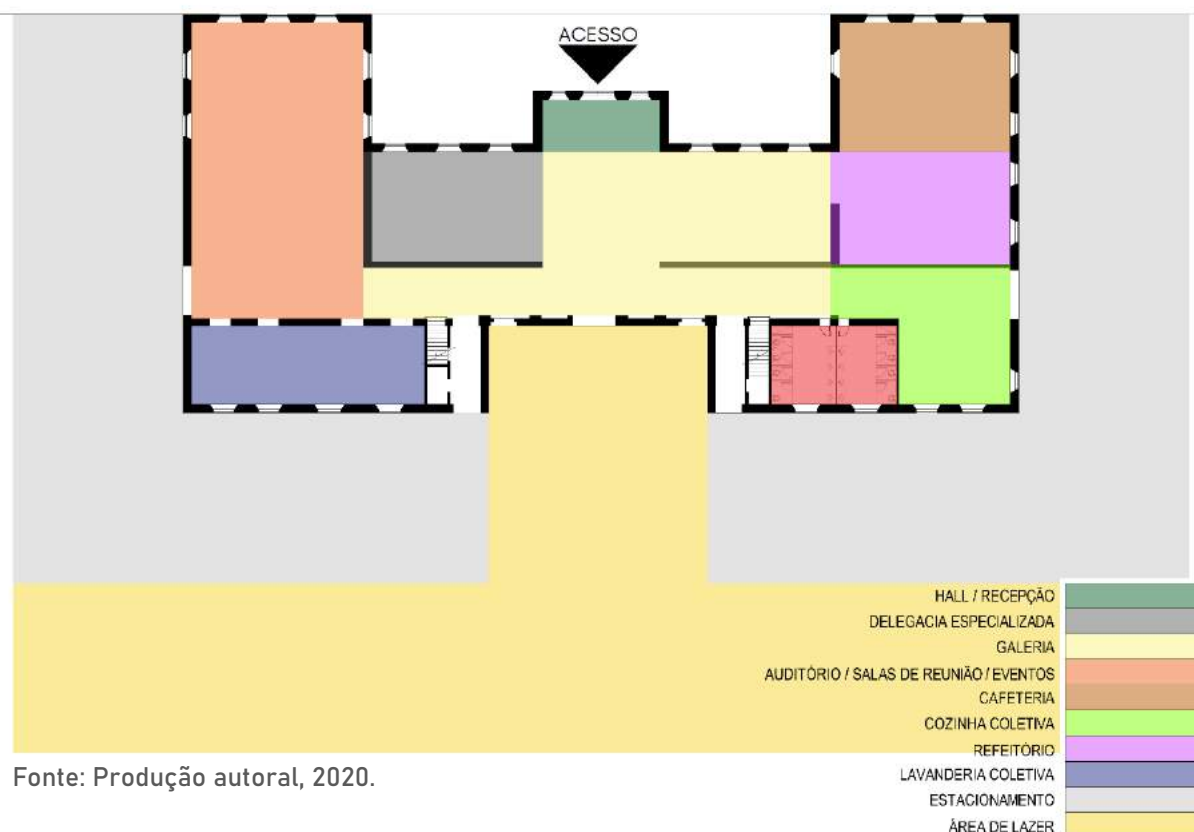 ACESSO
HALL / RECEPÇÃO
DELEGACIA ESPECIALIZADA
GALERIA
AUDITÓRIO / SALAS DE REUNIÃO / EVENTOS
CAFETERIA
COZINHA COLETIVA
REFEITÓRIO
LAVANDERIA COLETIVA
ESTACIONAMENTO
ÁREA DE LAZER
Fonte: Produção autoral, 2020.